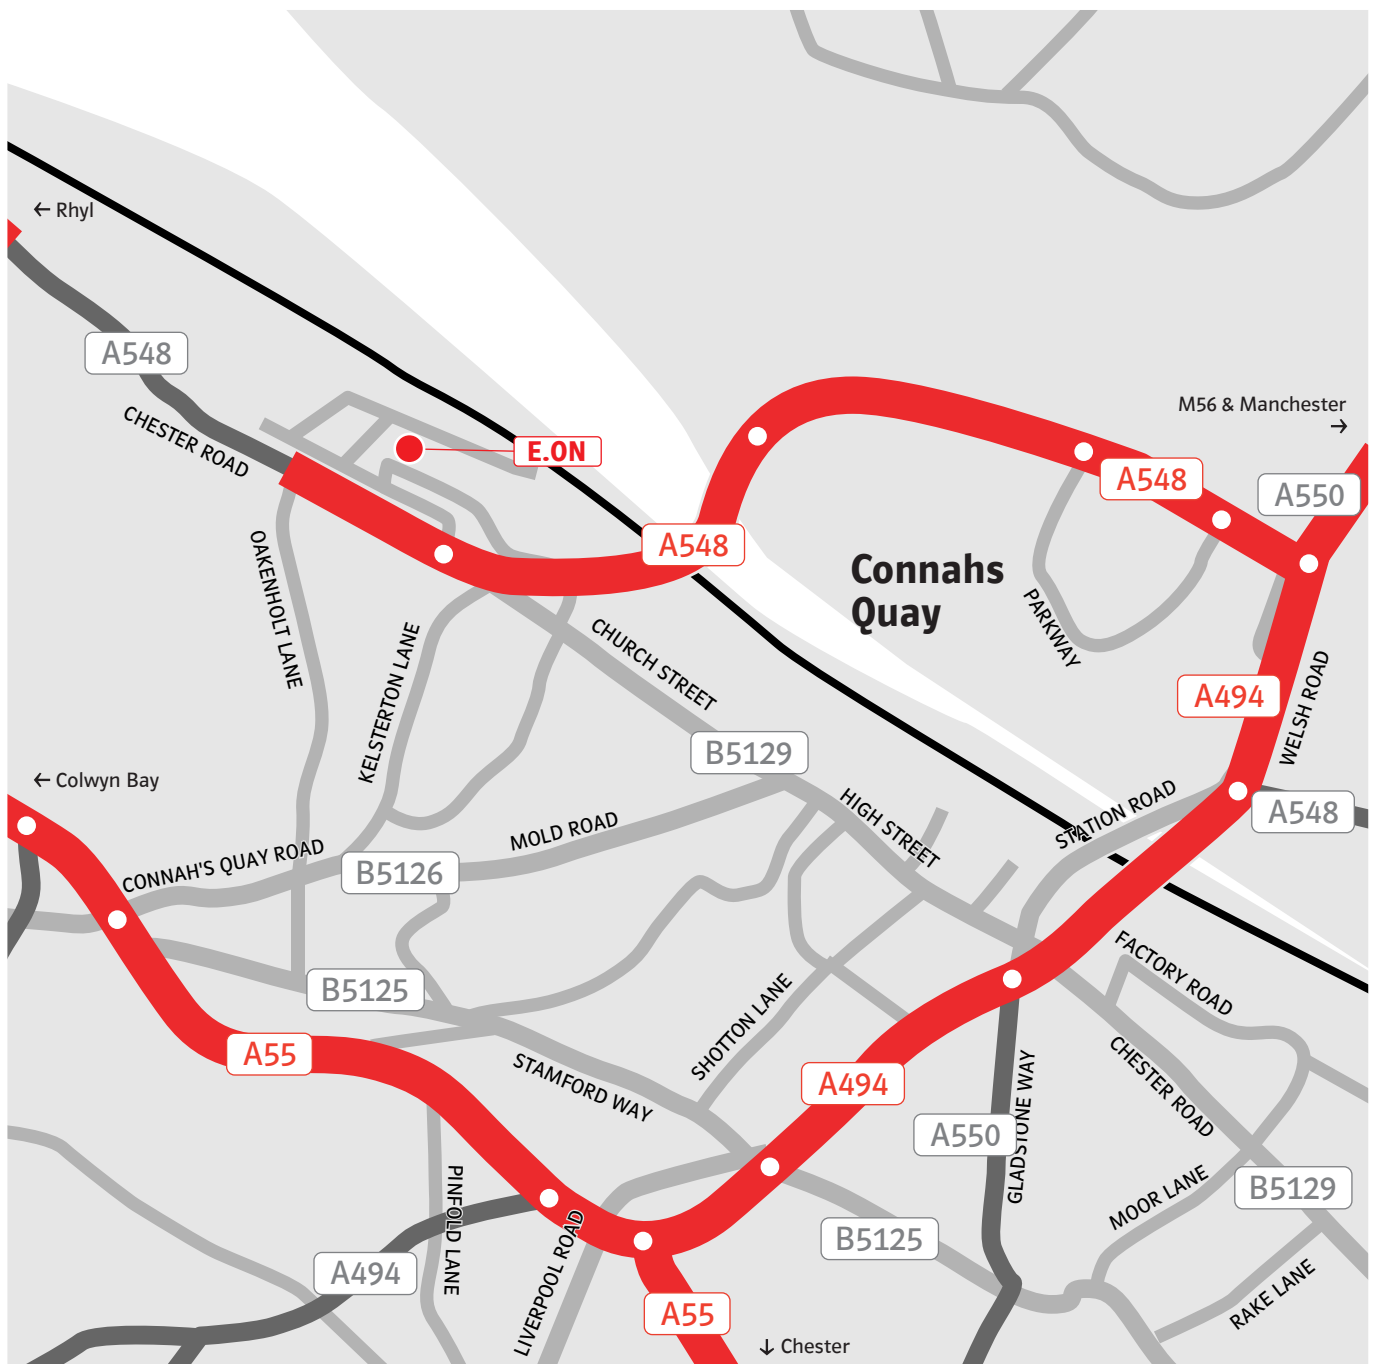 ← Rhyl
A548
CHESTER ROAD
E.ON
M56 & Manchester
→
A548
A550
A548
Connahs
Quay
OAKENHOLT LANE
PARKWAY
KELSTERTON LANE
CHURCH STREET
A494
WELSH ROAD
B5129
← Colwyn Bay
HIGH STREET
STATION ROAD
A548
MOLD ROAD
CONNAH'S QUAY ROAD
B5126
B5125
FACTORY ROAD
SHOTTON LANE
A55
STAMFORD WAY
A494
CHESTER ROAD
A550
GLADSTONE WAY
PINFOLD LANE
MOOR LANE
B5129
B5125
LIVERPOOL ROAD
A494
RAKE LANE
A55
↓ Chester